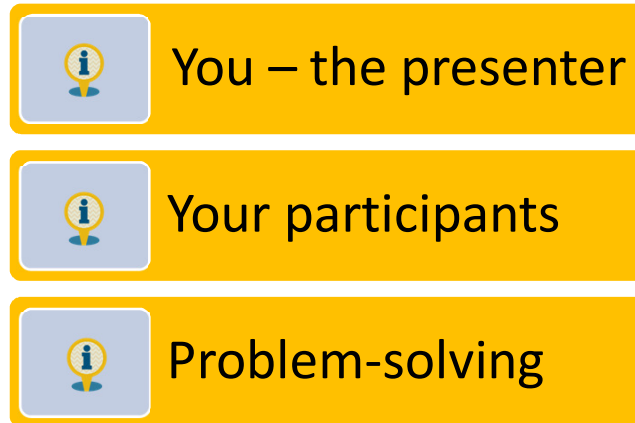 You – the presenter
Your participants
Problem-solving